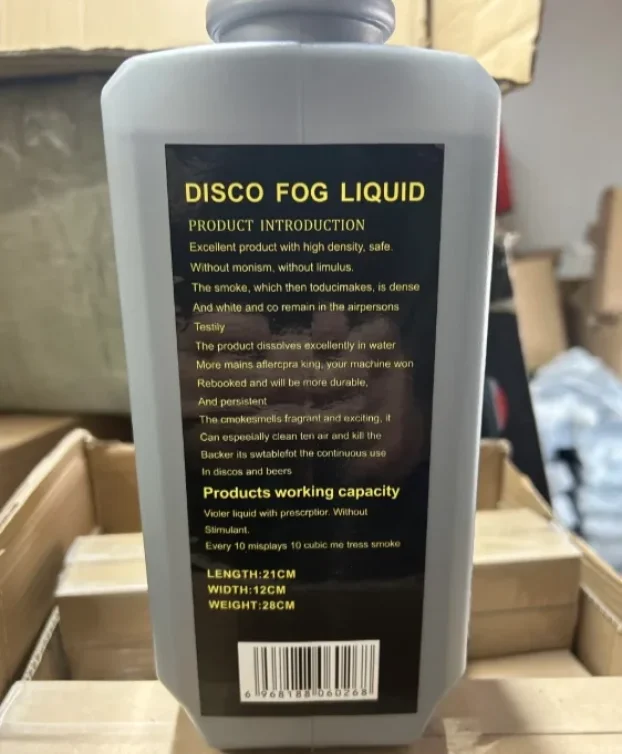 DISCO FOG LIQUID
PRODUCT INTRODUCTION
Excellent product with high density, safe.
Without monism, without limulus.
The smoke, which then toducimakes, is dense
And white and co remain in the airpersons
Testily
The product dissolves excellently in water
More mains aflercpra king, your machine won
Rebooked and will be more durable,
And persistent
The cmokesmells fragrant and exciting, it
Can especially clean ten air and kill the
Backer its swtablefot the continuous use
In discos and beers
Products working capacity
Violer liquid with prescrptior. Without
Stimulant.
Every 10 misplays 10 cubic me tress smoke
LENGTH:21CM
WIDTH:12CM
WEIGHT:28CM
6 968188 060268